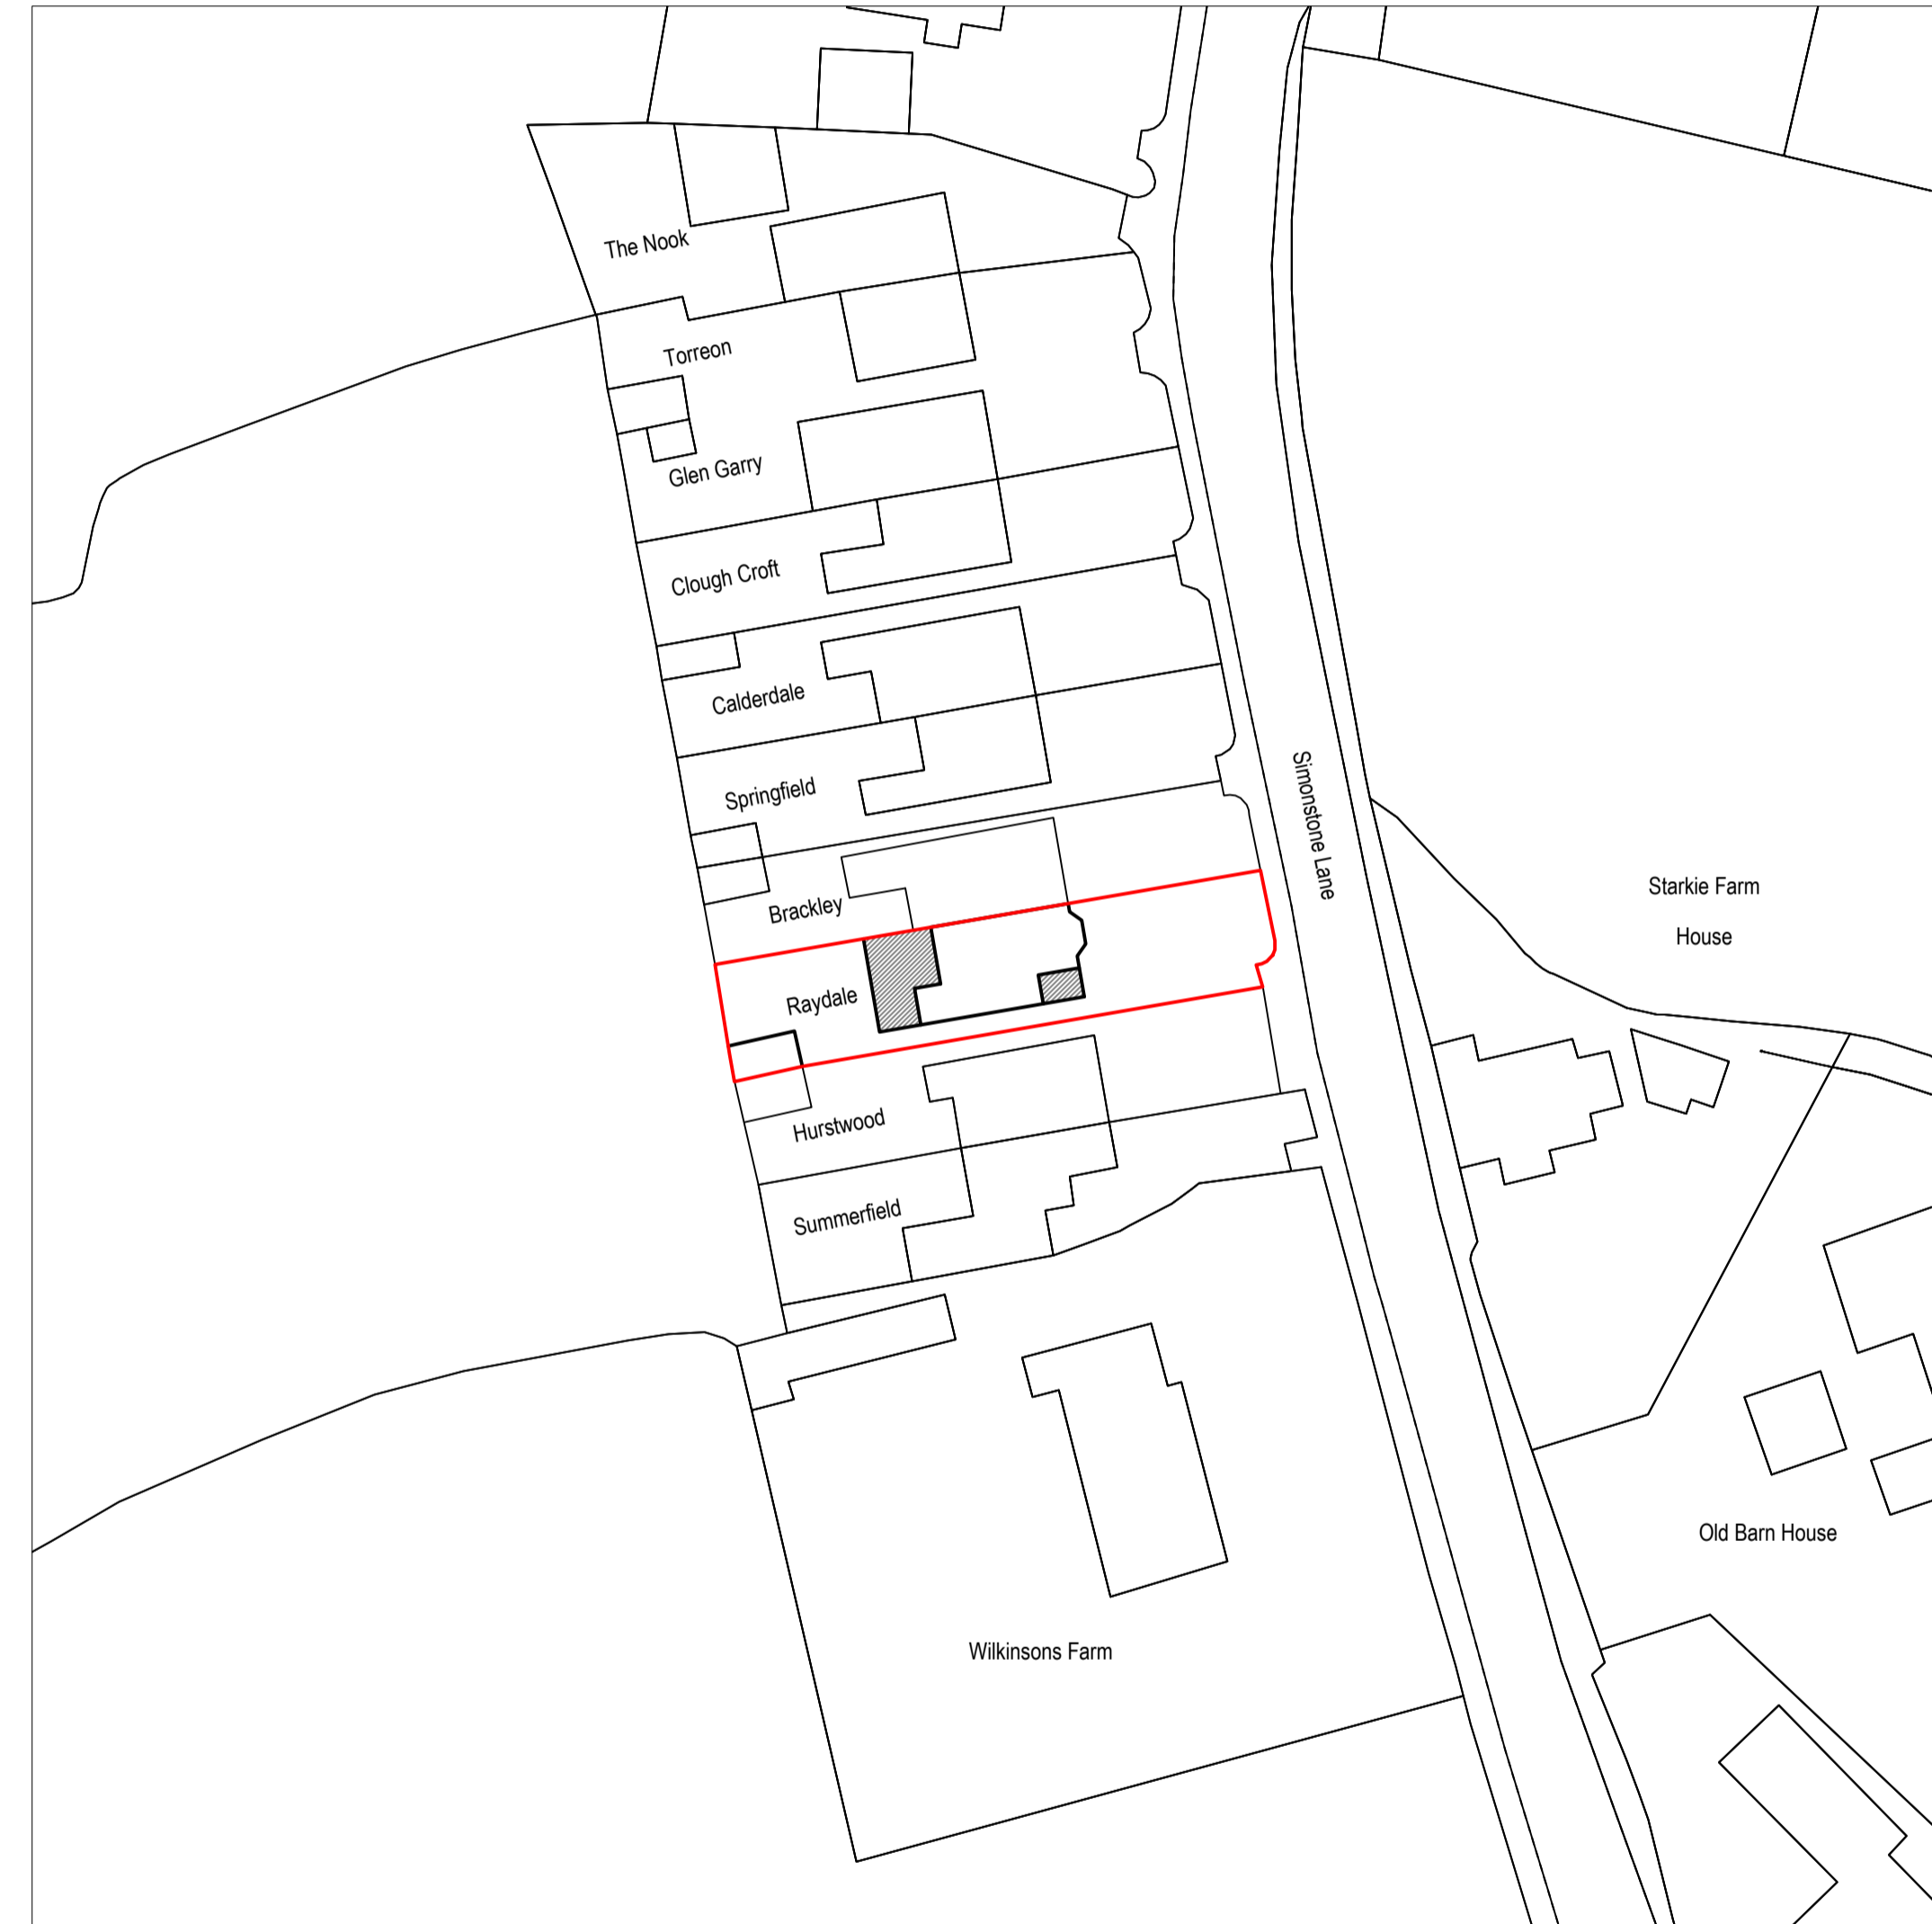 The Nook
Torreon
Glen Garry
Clough Croft
Calderdale
Springfield
Simonstone Lane
Brackley
Starkie Farm
House
Raydale
Hurstwood
Summerfield
Old Barn House
Wilkinsons Farm